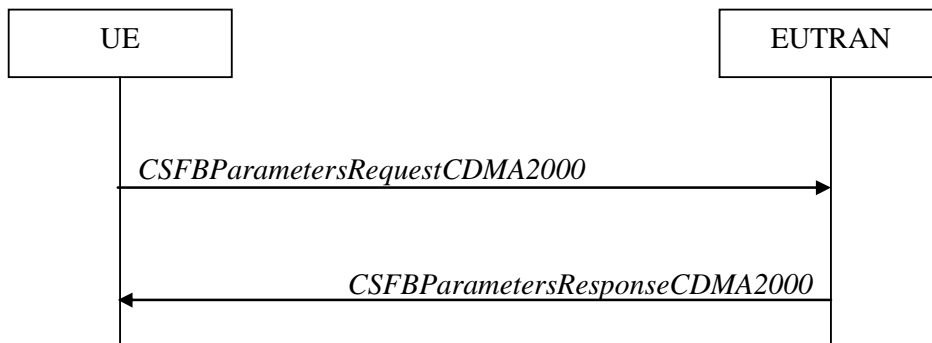 UE
EUTRAN
CSFBParametersRequestCDMA2000
CSFBParametersResponseCDMA2000